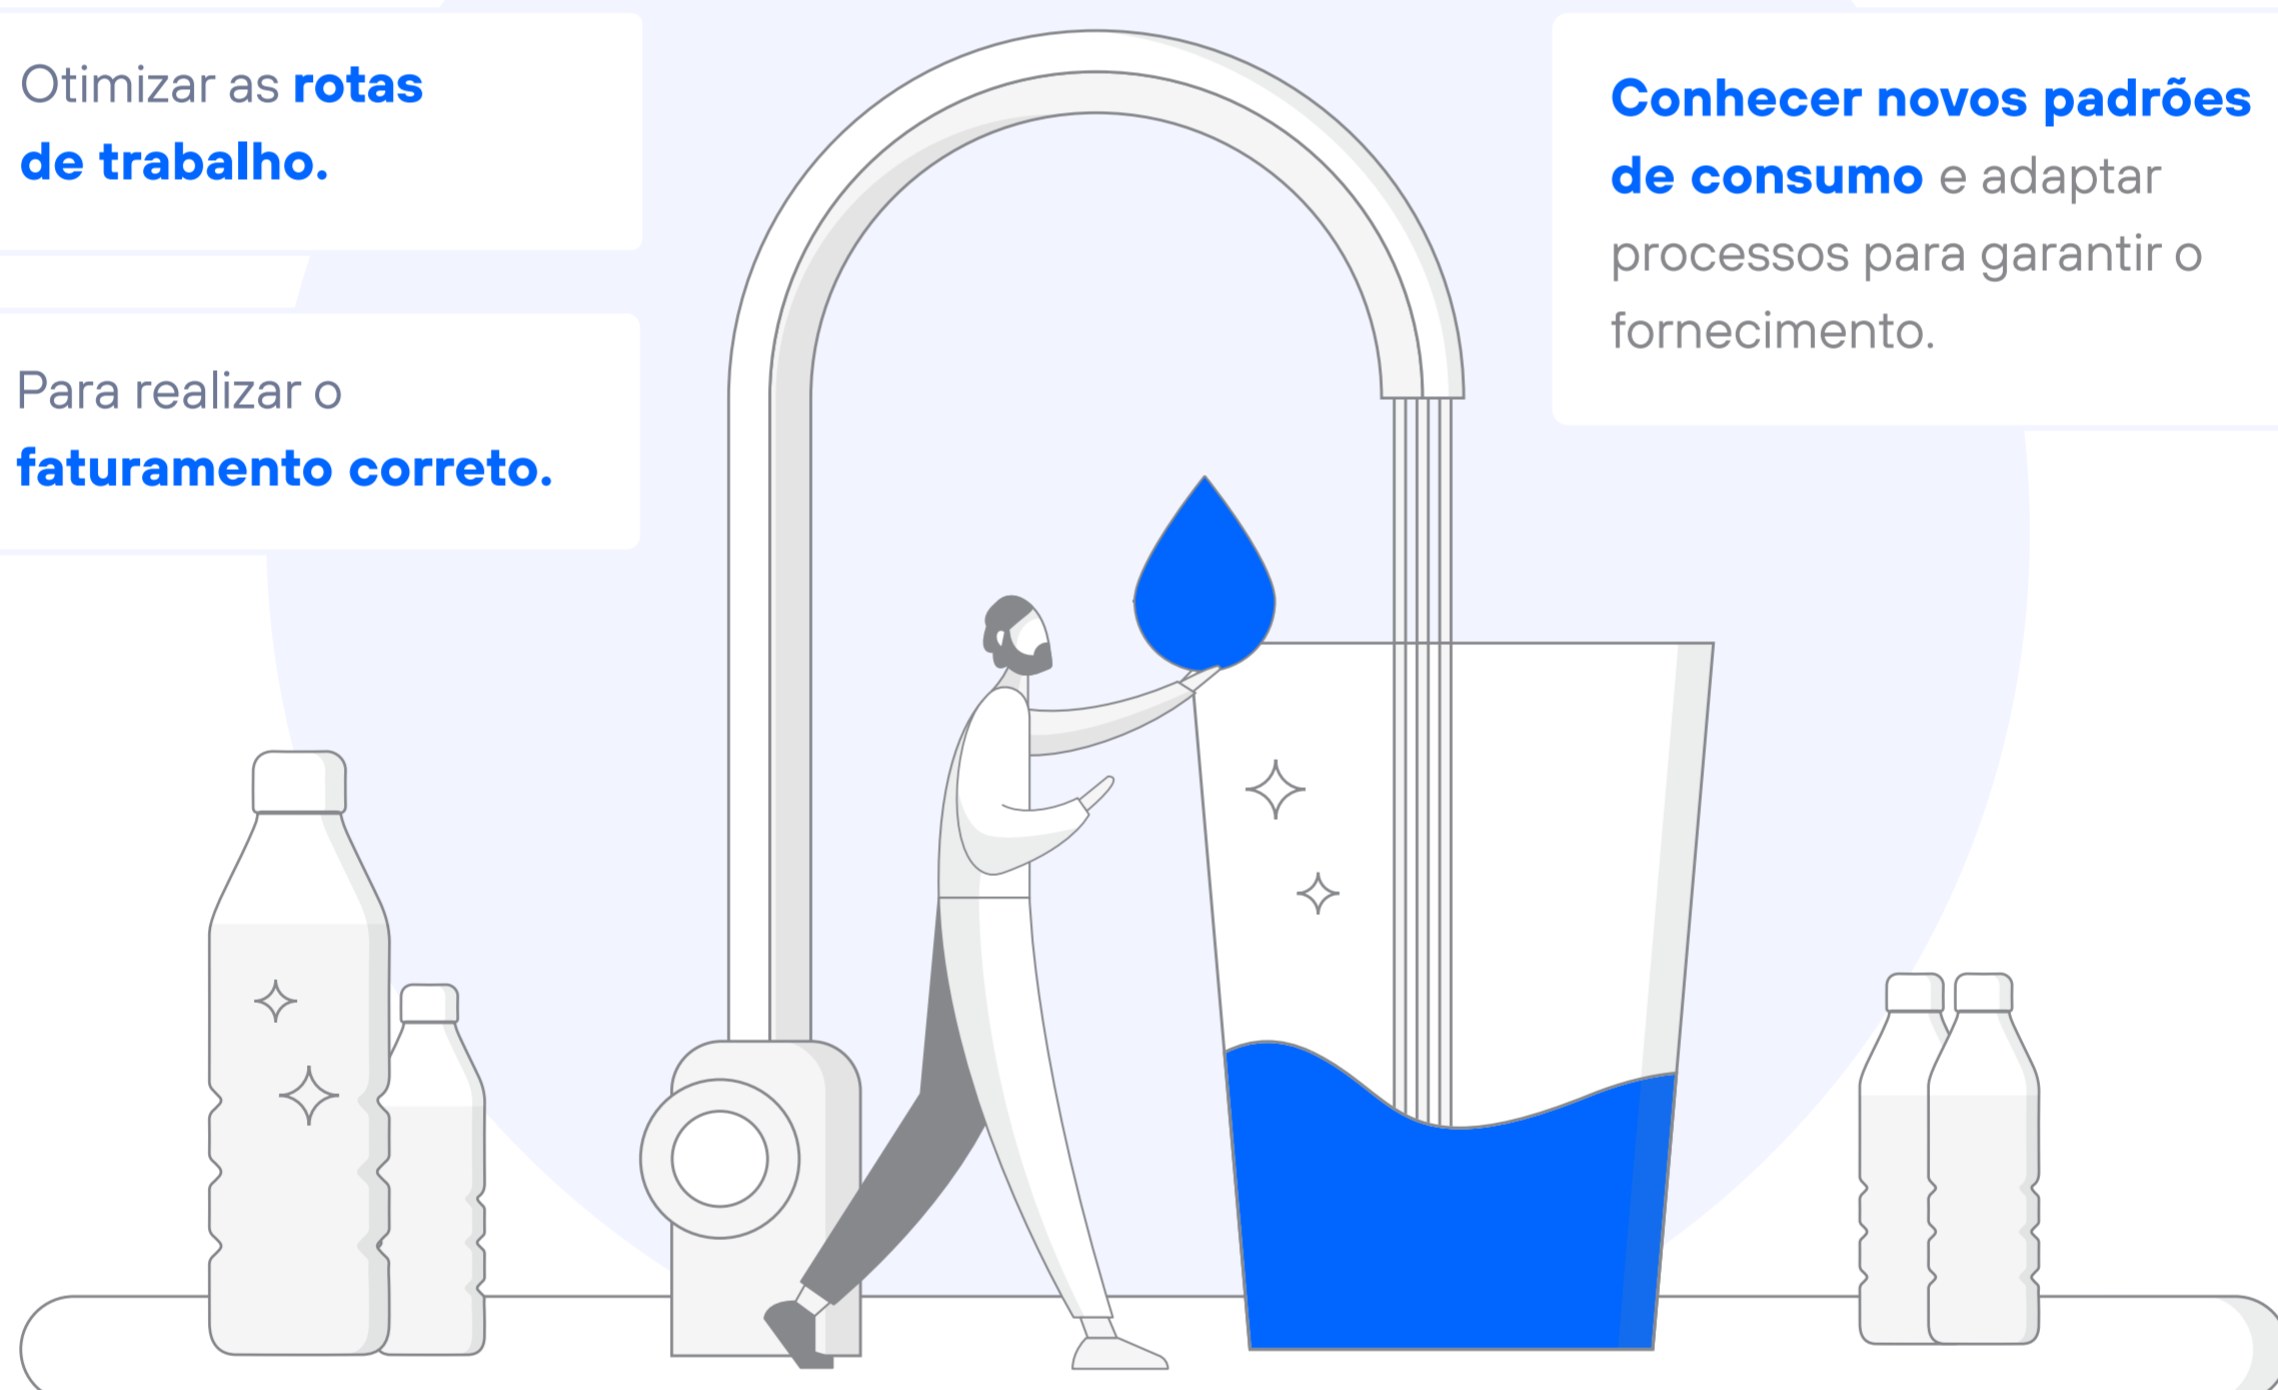 Otimizar as rotas
de trabalho.
Para realizar o
faturamento correto.
Conhecer novos padrões
de consumo e adaptar
processos para garantir o
fornecimento.